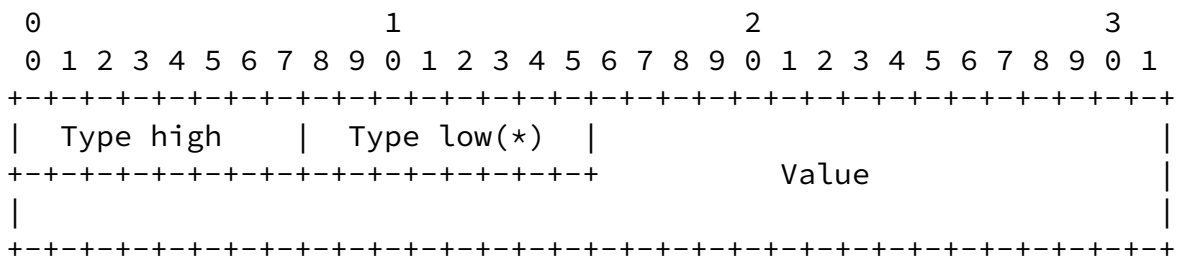 0                   1                   2                   3
 0 1 2 3 4 5 6 7 8 9 0 1 2 3 4 5 6 7 8 9 0 1 2 3 4 5 6 7 8 9 0 1
+-+-+-+-+-+-+-+-+-+-+-+-+-+-+-+-+-+-+-+-+-+-+-+-+-+-+-+-+-+-+-+-+
|  Type high    |  Type low(*)  |                               |
+-+-+-+-+-+-+-+-+-+-+-+-+-+-+-+-+          Value                |
|                                                               |
+-+-+-+-+-+-+-+-+-+-+-+-+-+-+-+-+-+-+-+-+-+-+-+-+-+-+-+-+-+-+-+-+